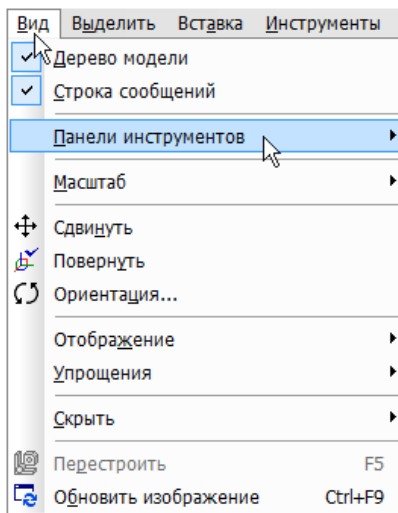 Вид Выделить Вставка Инструменты
Дерево модели
Строка сообщений
Панели инструментов
Масштаб
Сдвинуть
Повернуть
Ориентация...
Отображение
Упрощения
Скрыть
Перестроить F5
Обновить изображение Ctrl+F9